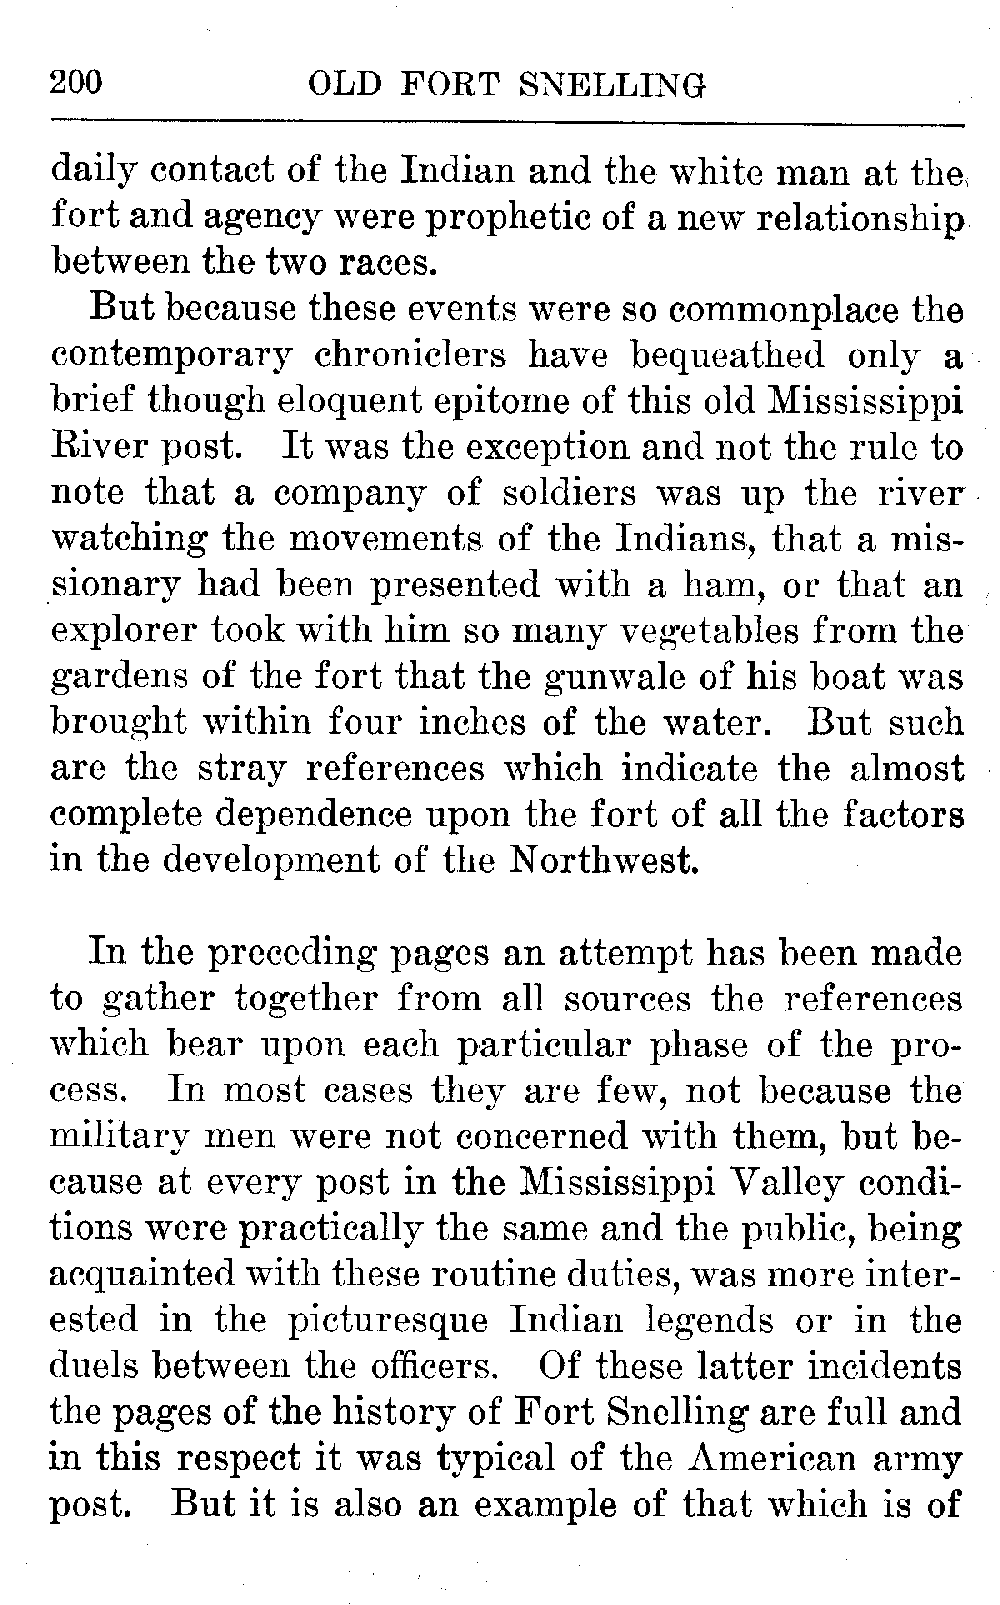 200 OLD FORT SNELLING
daily contact of the Indian and the white man at the
fort and agency were prophetic of a new relationship
between the two races.
But because these events were so commonplace the
contemporary chroniclers have bequeathed only a
brief though eloquent epitome of this old Mississippi
River post. It was the exception and not the rule to
note that a company of soldiers was up the river
watching the movements of the Indians, that a mis-
sionary had been presented with a ham, or that an
explorer took with him so many vegetables from the
gardens of the fort that the gunwale of his boat was
brought within four inches of the water. But such
are the stray references which indicate the almost
complete dependence upon the fort of all the factors
in the development of the Northwest.
In the preceding pages an attempt has been made
to gather together from all sources the references
which bear upon each particular phase of the pro-
cess. In most cases they are few, not because the
military men were not concerned with them, but be-
cause at every post in the Mississippi Valley condi-
tions were practically the same and the public, being
acquainted with these routine duties, was more inter-
ested in the picturesque Indian legends or in the
duels between the officers. Of these latter incidents
the pages of the history of Fort Snelling are full and
in this respect it was typical of the American army
post. But it is also an example of that which is of